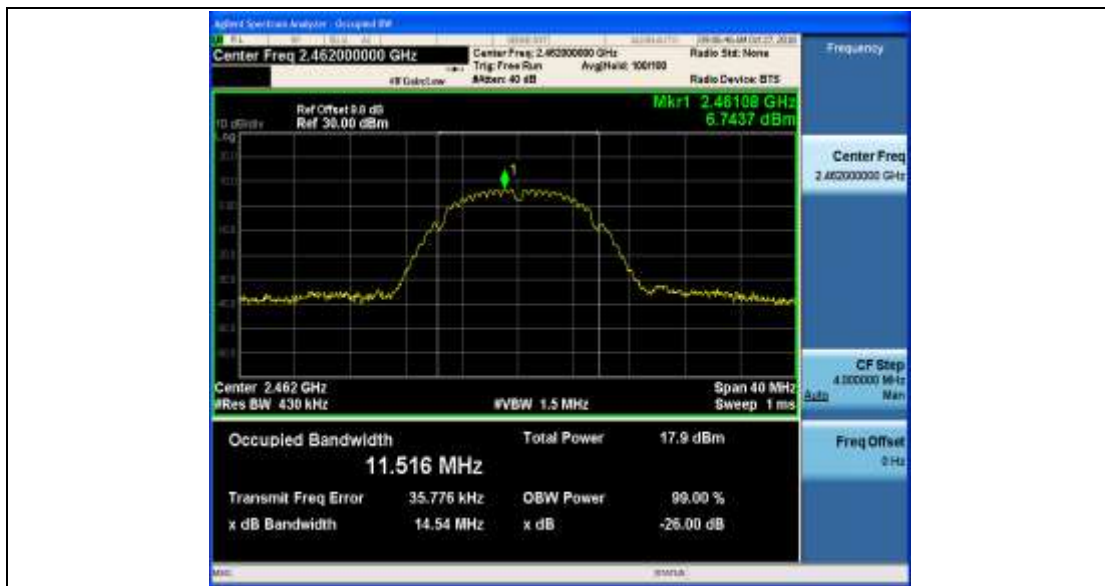 Agilent Spectrum Analyzer - Occupied BW
Center Freq 2.462000000 GHz
Center Freq: 2.462000000 GHz
Radio Std: None
Trig: Free Run
Avg|Hold: 100/100
#IFGain:Low
#Atten: 40 dB
Radio Device: BTS
Frequency
Ref Offset
Mkr1 2.46108 GHz
10 dB/div
Ref 30.00 dBm
6.7437 dBm
Log
1
Center Freq
2.462000000 GHz
Center 2.462 GHz
Span 40 MHz
#Res BW 430 kHz
#VBW 1.5 MHz
Sweep 1 ms
CF Step
4.000000 MHz
Auto
Man
Occupied Bandwidth
Total Power
17.9 dBm
11.516 MHz
Freq Offset
0 Hz
Transmit Freq Error
35.776 kHz
OBW Power
99.00 %
x dB Bandwidth
14.54 MHz
x dB
-26.00 dB
MSG
STATUS